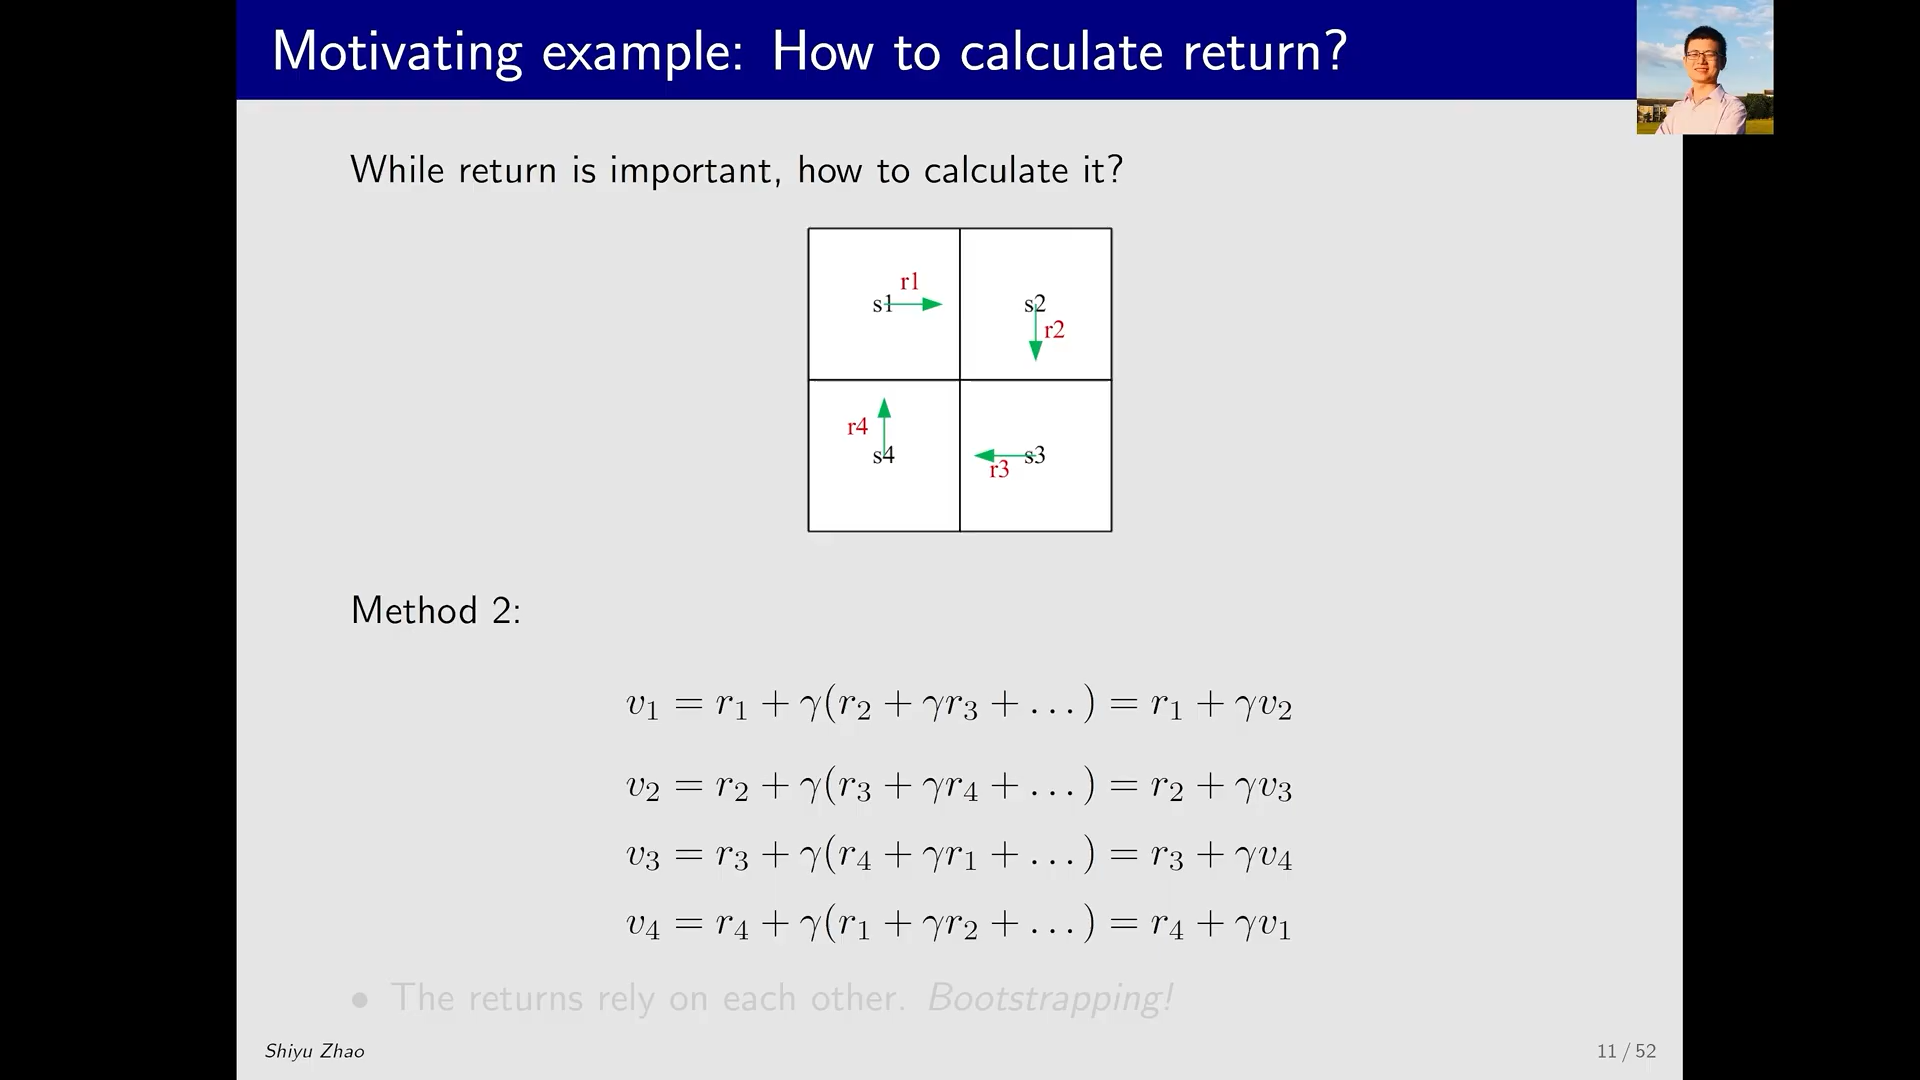 Motivating example: How to calculate return?
While return is important, how to calculate it?
r1
s1
s2
r2
r4
s4
s3
r3
Method 2:
v₁ = r₁ + γ(r₂ + γr₃ + . . . ) = r₁ + γv₂
v₂ = r₂ + γ(r₃ + γr₄ + . . . ) = r₂ + γv₃
v₃ = r₃ + γ(r₄ + γr₁ + . . . ) = r₃ + γv₄
v₄ = r₄ + γ(r₁ + γr₂ + . . . ) = r₄ + γv₁
• The returns rely on each other. Bootstrapping!
Shiyu Zhao
11 / 52